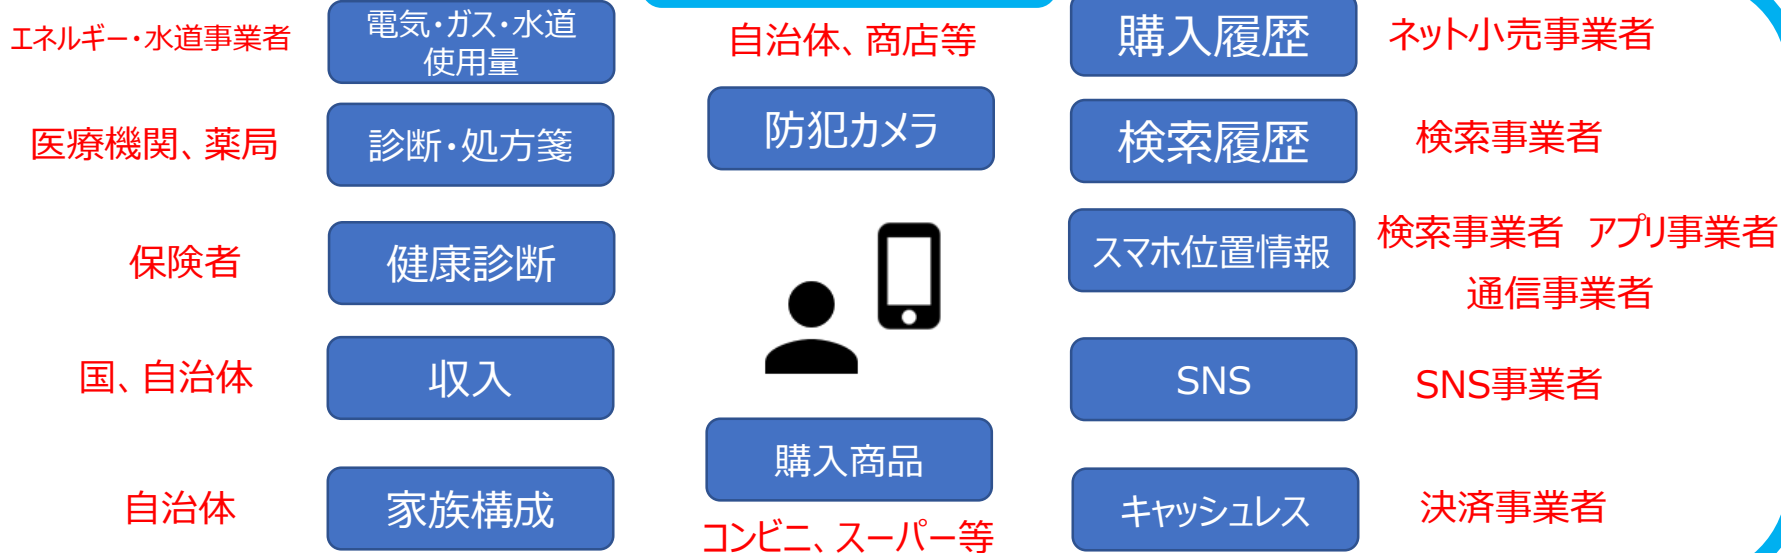 エネルギー・水道事業者
電気・ガス・水道
使用量
医療機関、薬局
診断・処方箋
保険者
健康診断
国、自治体
収入
自治体
家族構成
自治体、商店等
防犯カメラ
購入商品
コンビニ、スーパー等
購入履歴
ネット小売事業者
検索履歴
検索事業者
スマホ位置情報
検索事業者 アプリ事業者
通信事業者
SNS
SNS事業者
キャッシュレス
決済事業者